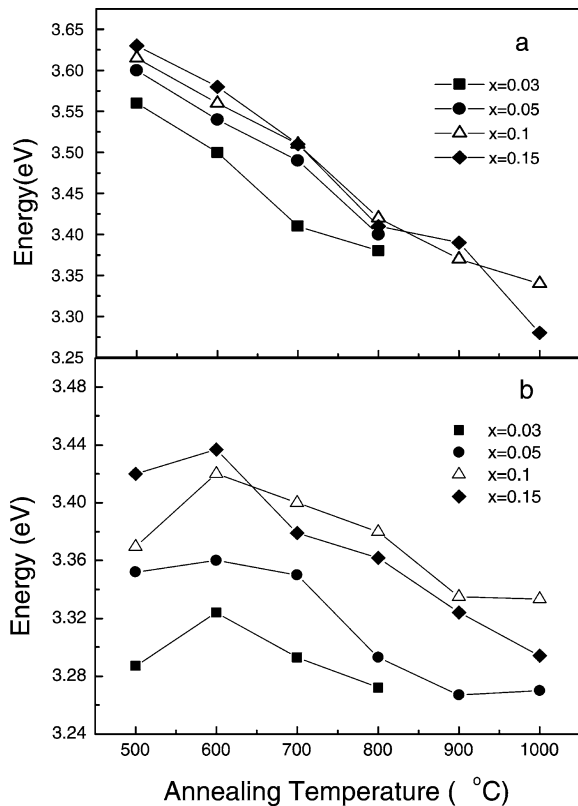 a
3.65
3.60
3.55
3.50
3.45
3.40
3.35
3.30
3.25
Energy(eV)
x=0.03
x=0.05
x=0.1
x=0.15
b
3.48
3.44
3.40
3.36
3.32
3.28
3.24
Energy (eV)
x=0.03
x=0.05
x=0.1
x=0.15
500 600 700 800 900 1000
Annealing Temperature ( °C)